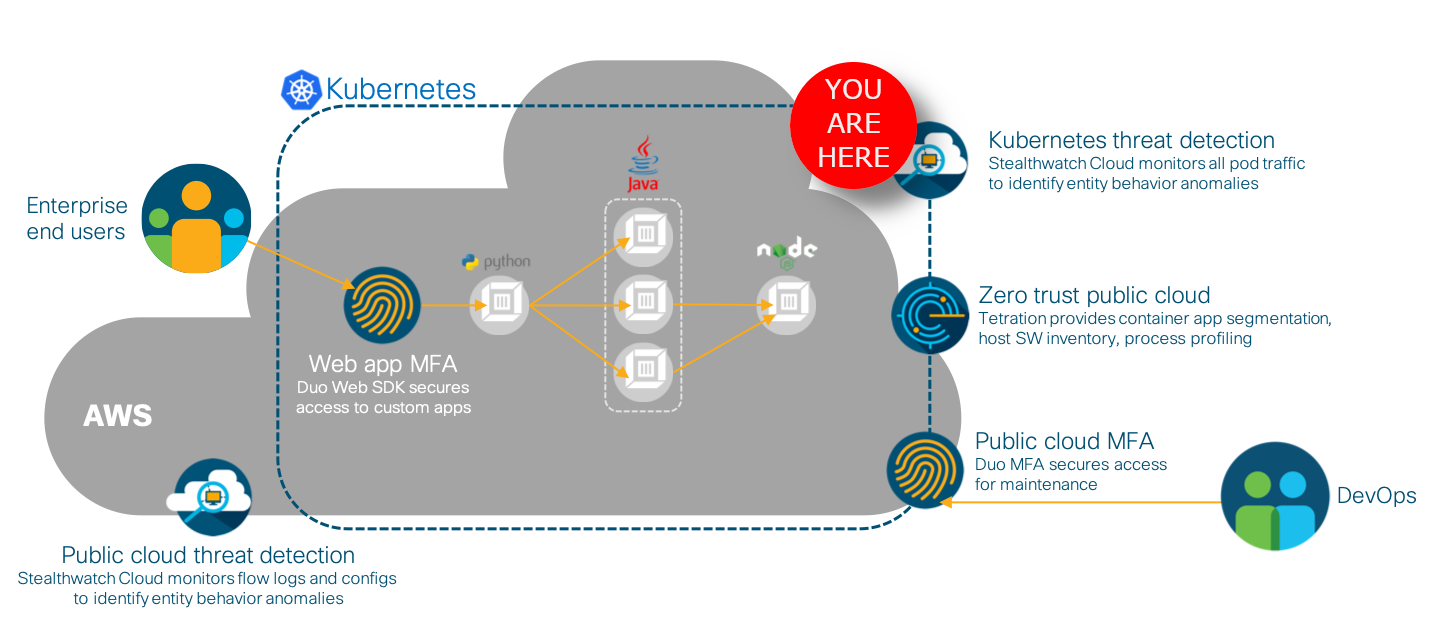 Kubernetes
YOU
ARE
HERE
Kubernetes threat detection
Stealthwatch Cloud monitors all pod traffic
to identify entity behavior anomalies
Java
Enterprise
end users
python
node
JS
Zero trust public cloud
Tetration provides container app segmentation,
host SW inventory, process profiling
Web app MFA
Duo Web SDK secures
access to custom apps
AWS
Public cloud MFA
Duo MFA secures access
for maintenance
DevOps
Public cloud threat detection
Stealthwatch Cloud monitors flow logs and configs
to identify entity behavior anomalies